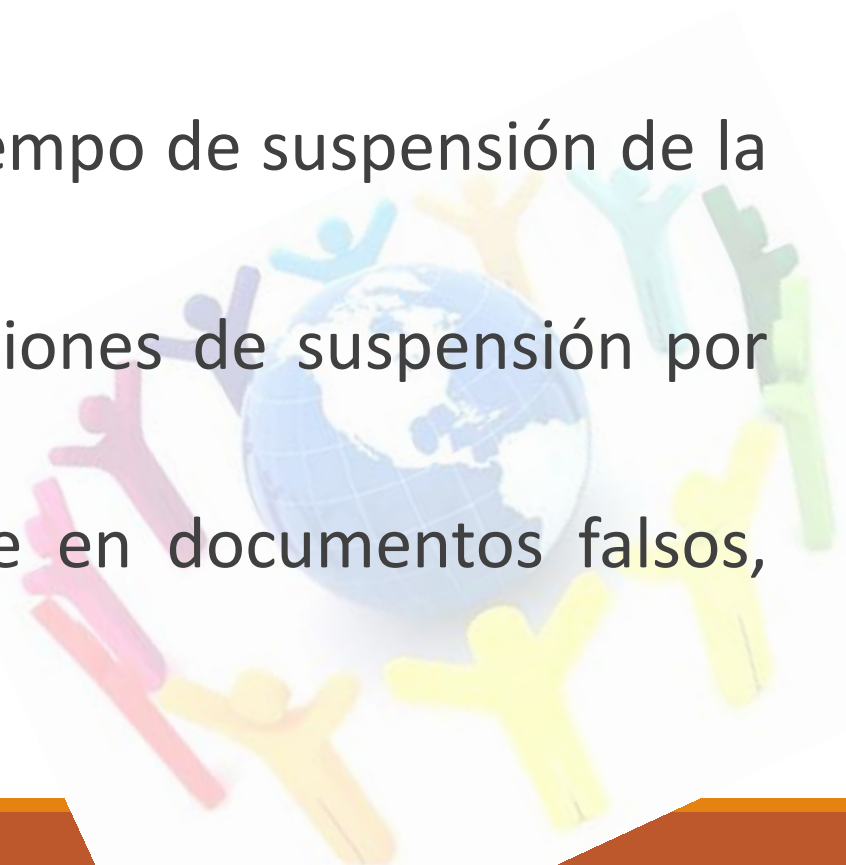 empo de suspensión de la
iones de suspensión por
e en documentos falsos,